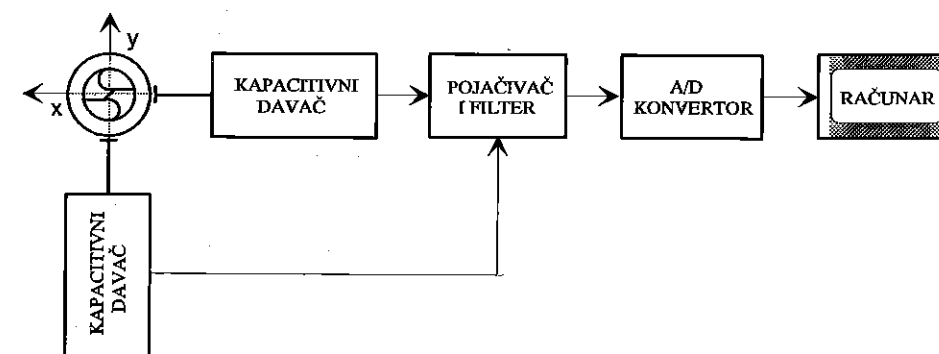 y
x
KAPACITIVNI
DAVAČ
POJAČIVAČ
I FILTER
A/D
KONVERTOR
RAČUNAR
KAPACITIVNI
DAVAČ